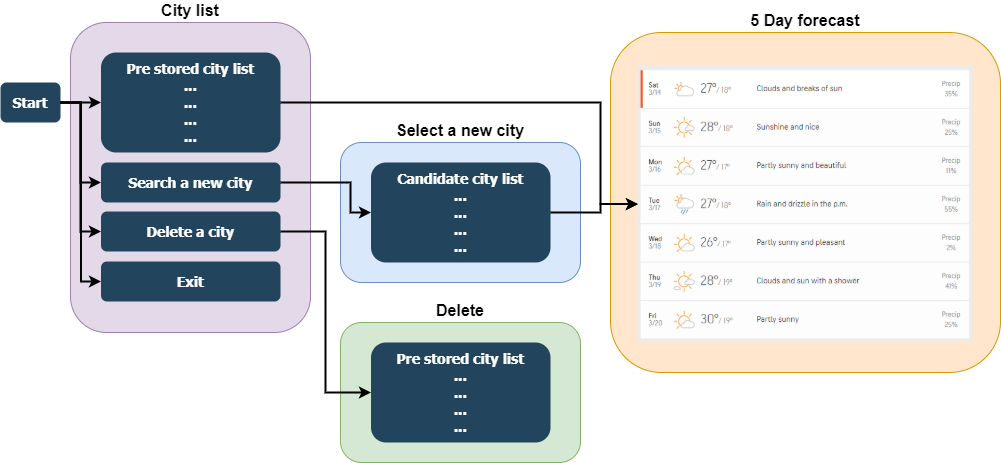 City list
5 Day forecast
Start
Pre stored city list
...
...
...
...
Search a new city
Delete a city
Exit
Select a new city
Candidate city list
...
...
...
...
Delete
Pre stored city list
...
...
...
...
Sat 3/14 27° / 18° Clouds and breaks of sun Precip 35%
Sun 3/15 28° / 18° Sunshine and nice Precip 25%
Mon 3/16 27° / 17° Partly sunny and beautiful Precip 11%
Tue 3/17 27° / 18° Rain and drizzle in the p.m. Precip 55%
Wed 3/18 26° / 17° Partly sunny and pleasant Precip 2%
Thu 3/19 28° / 19° Clouds and sun with a shower Precip 41%
Fri 3/20 30° / 19° Partly sunny Precip 25%